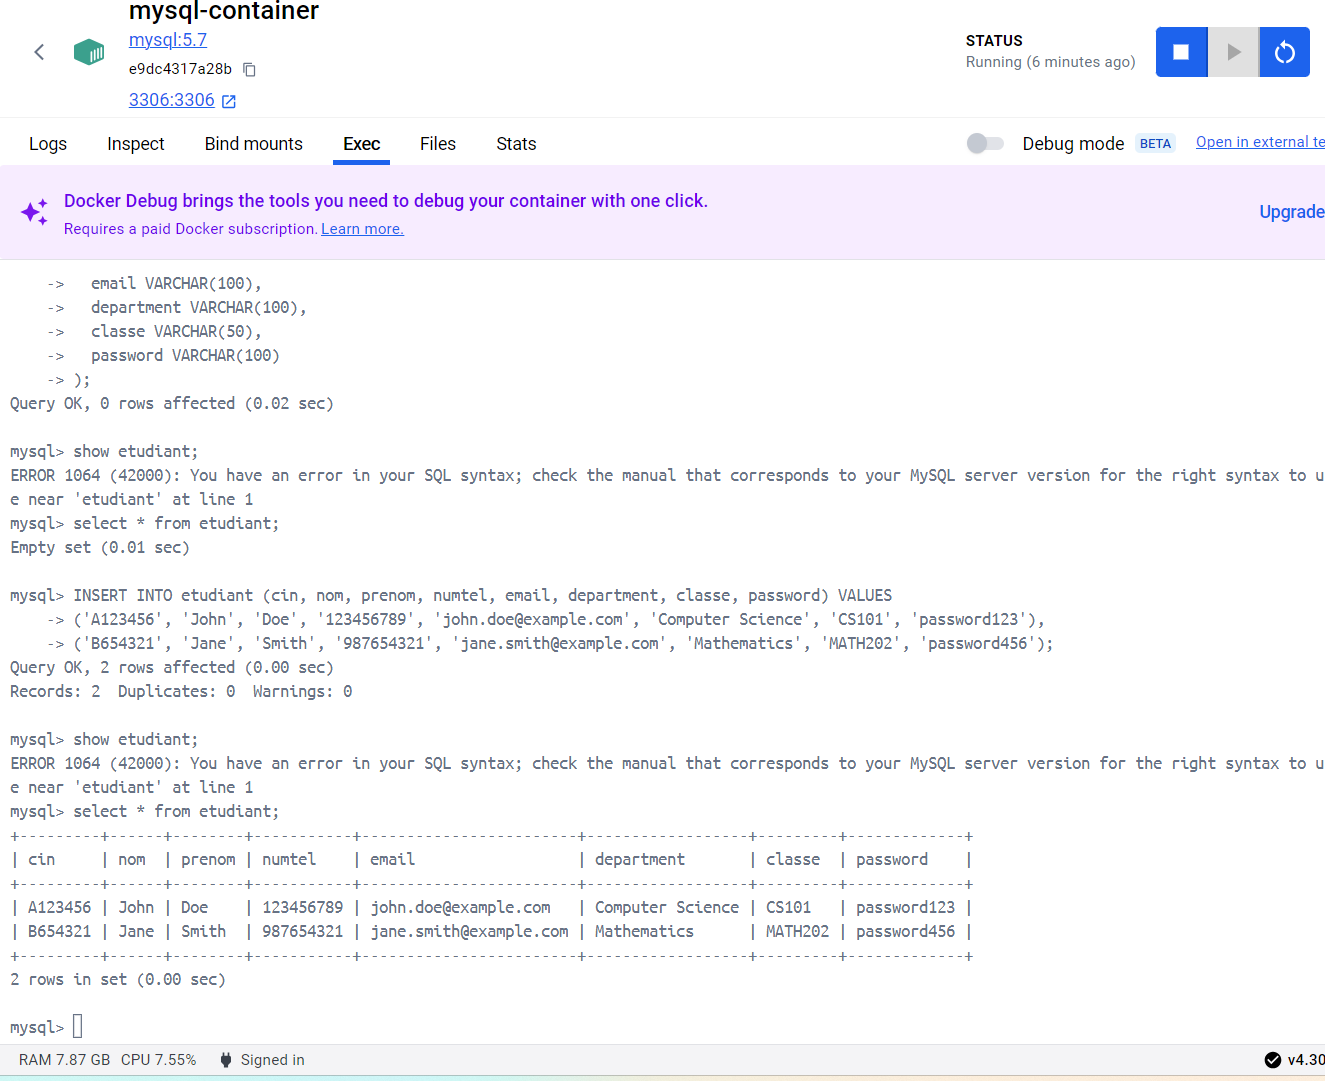 mysql-container
mysql:5.7
e9dc4317a28b
3306:3306
STATUS
Running (6 minutes ago)
Logs Inspect Bind mounts Exec Files Stats
Debug mode BETA Open in external te
Docker Debug brings the tools you need to debug your container with one click.
Requires a paid Docker subscription. Learn more.
Upgrade
    ->   email VARCHAR(100),
    ->   department VARCHAR(100),
    ->   classe VARCHAR(50),
    ->   password VARCHAR(100)
    -> );
Query OK, 0 rows affected (0.02 sec)
mysql> show etudiant;
ERROR 1064 (42000): You have an error in your SQL syntax; check the manual that corresponds to your MySQL server version for the right syntax to u
e near 'etudiant' at line 1
mysql> select * from etudiant;
Empty set (0.01 sec)
mysql> INSERT INTO etudiant (cin, nom, prenom, numtel, email, department, classe, password) VALUES
    -> ('A123456', 'John', 'Doe', '123456789', 'john.doe@example.com', 'Computer Science', 'CS101', 'password123'),
    -> ('B654321', 'Jane', 'Smith', '987654321', 'jane.smith@example.com', 'Mathematics', 'MATH202', 'password456');
Query OK, 2 rows affected (0.00 sec)
Records: 2  Duplicates: 0  Warnings: 0
mysql> show etudiant;
ERROR 1064 (42000): You have an error in your SQL syntax; check the manual that corresponds to your MySQL server version for the right syntax to u
e near 'etudiant' at line 1
mysql> select * from etudiant;
+---------+------+--------+-----------+------------------------+------------------+---------+-------------+
| cin     | nom  | prenom | numtel    | email                  | department       | classe  | password    |
+---------+------+--------+-----------+------------------------+------------------+---------+-------------+
| A123456 | John | Doe    | 123456789 | john.doe@example.com   | Computer Science | CS101   | password123 |
| B654321 | Jane | Smith  | 987654321 | jane.smith@example.com | Mathematics      | MATH202 | password456 |
+---------+------+--------+-----------+------------------------+------------------+---------+-------------+
2 rows in set (0.00 sec)
mysql>
RAM 7.87 GB CPU 7.55% Signed in v4.30